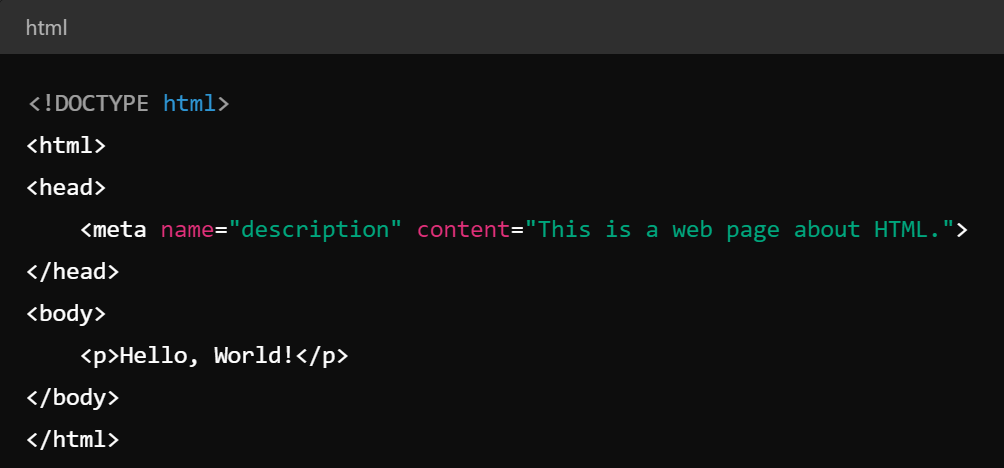 html
<!DOCTYPE html>
<html>
<head>
    <meta name="description" content="This is a web page about HTML.">
</head>
<body>
    <p>Hello, World!</p>
</body>
</html>